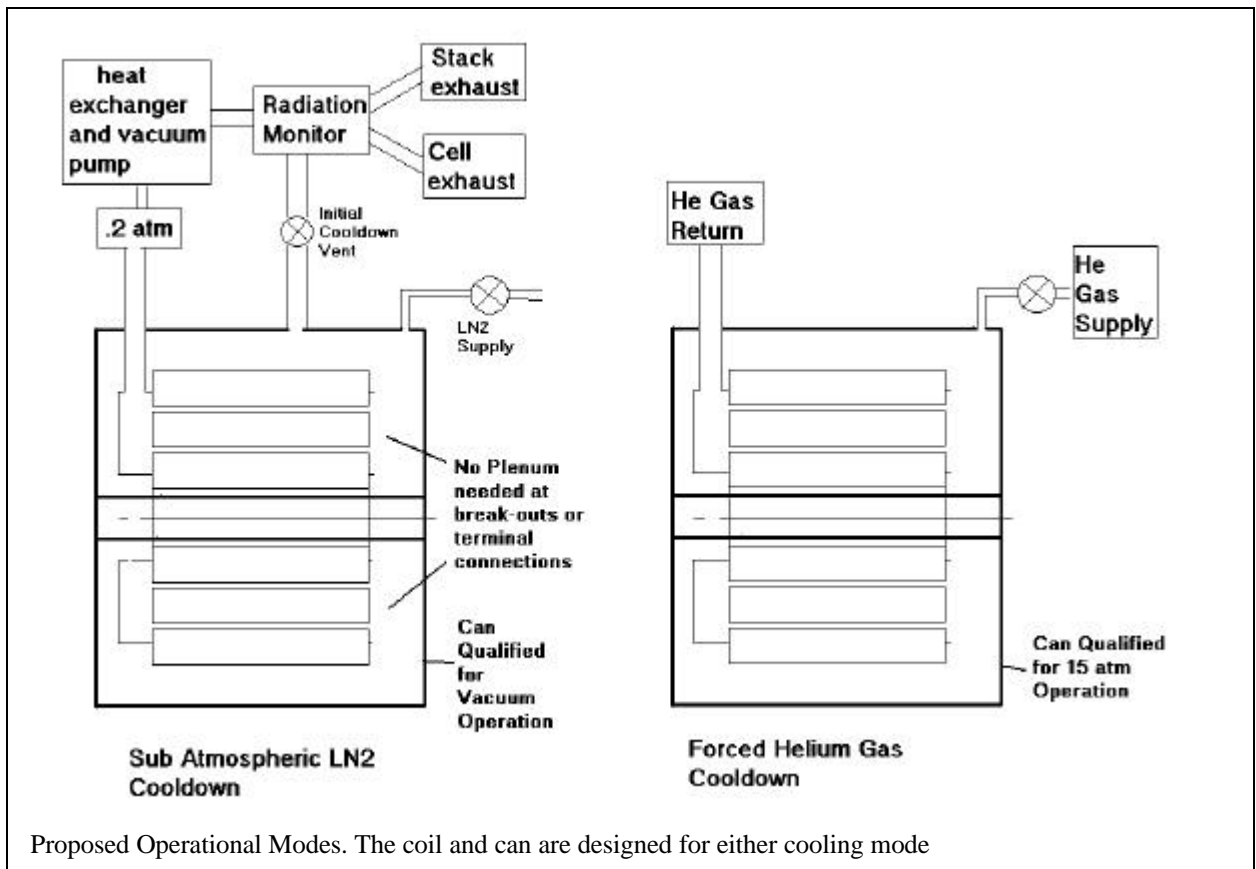 heat
exchanger
and vacuum
pump
Radiation
Monitor
Stack
exhaust
Cell
exhaust
.2 atm
Initial
Cooldown
Vent
LN2
Supply
No Plenum
needed at
break-outs or
terminal
connections
Can
Qualified
for
Vacuum
Operation
Sub Atmospheric LN2
Cooldown
He Gas
Return
He
Gas
Supply
Can Qualified
for 15 atm
Operation
Forced Helium Gas
Cooldown
Proposed Operational Modes. The coil and can are designed for either cooling mode